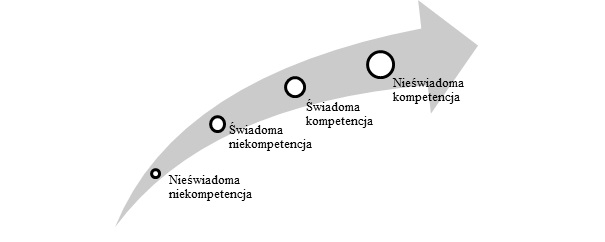 Nieświadoma
kompetencja
Świadoma
kompetencja
Świadoma
niekompetencja
Nieświadoma
niekompetencja